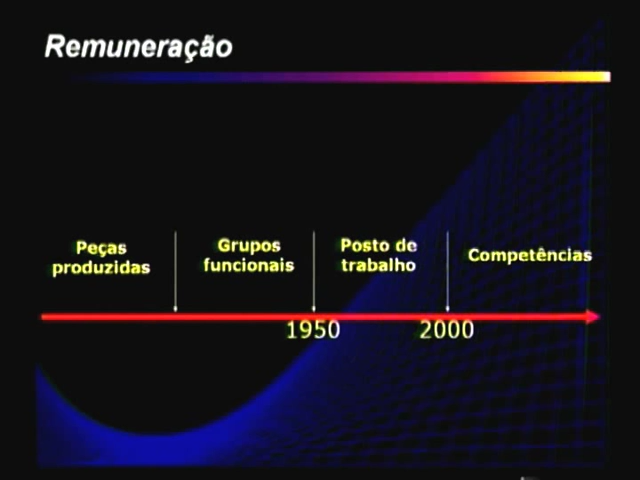 Remuneração
Peças
produzidas
Grupos
funcionais
Posto de
trabalho
Competências
1950
2000